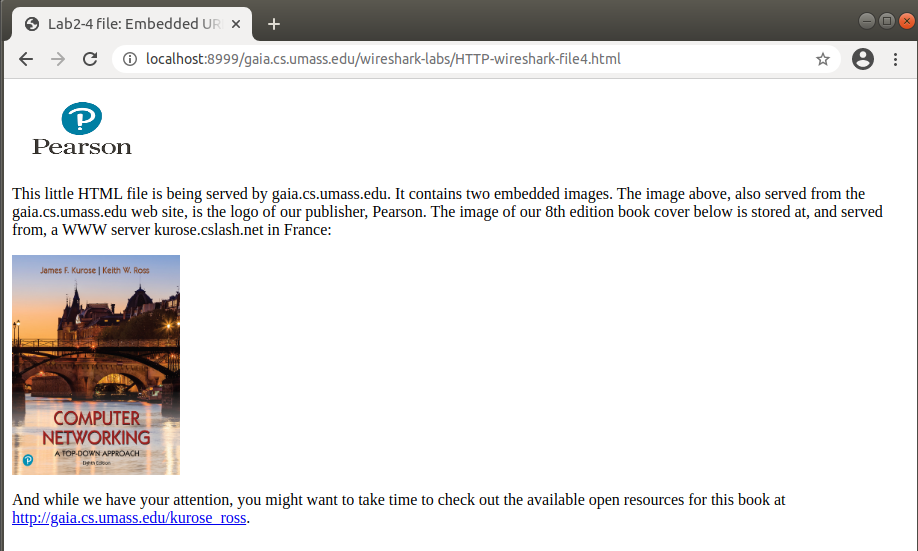 Lab2-4 file: Embedded UR
localhost:8999/gaia.cs.umass.edu/wireshark-labs/HTTP-wireshark-file4.html
Pearson
This little HTML file is being served by gaia.cs.umass.edu. It contains two embedded images. The image above, also served from the
gaia.cs.umass.edu web site, is the logo of our publisher, Pearson. The image of our 8th edition book cover below is stored at, and served
from, a WWW server kurose.cslash.net in France:
James F. Kurose | Keith W. Ross
COMPUTER
NETWORKING
A TOP-DOWN APPROACH
Eighth Edition
And while we have your attention, you might want to take time to check out the available open resources for this book at
http://gaia.cs.umass.edu/kurose_ross.